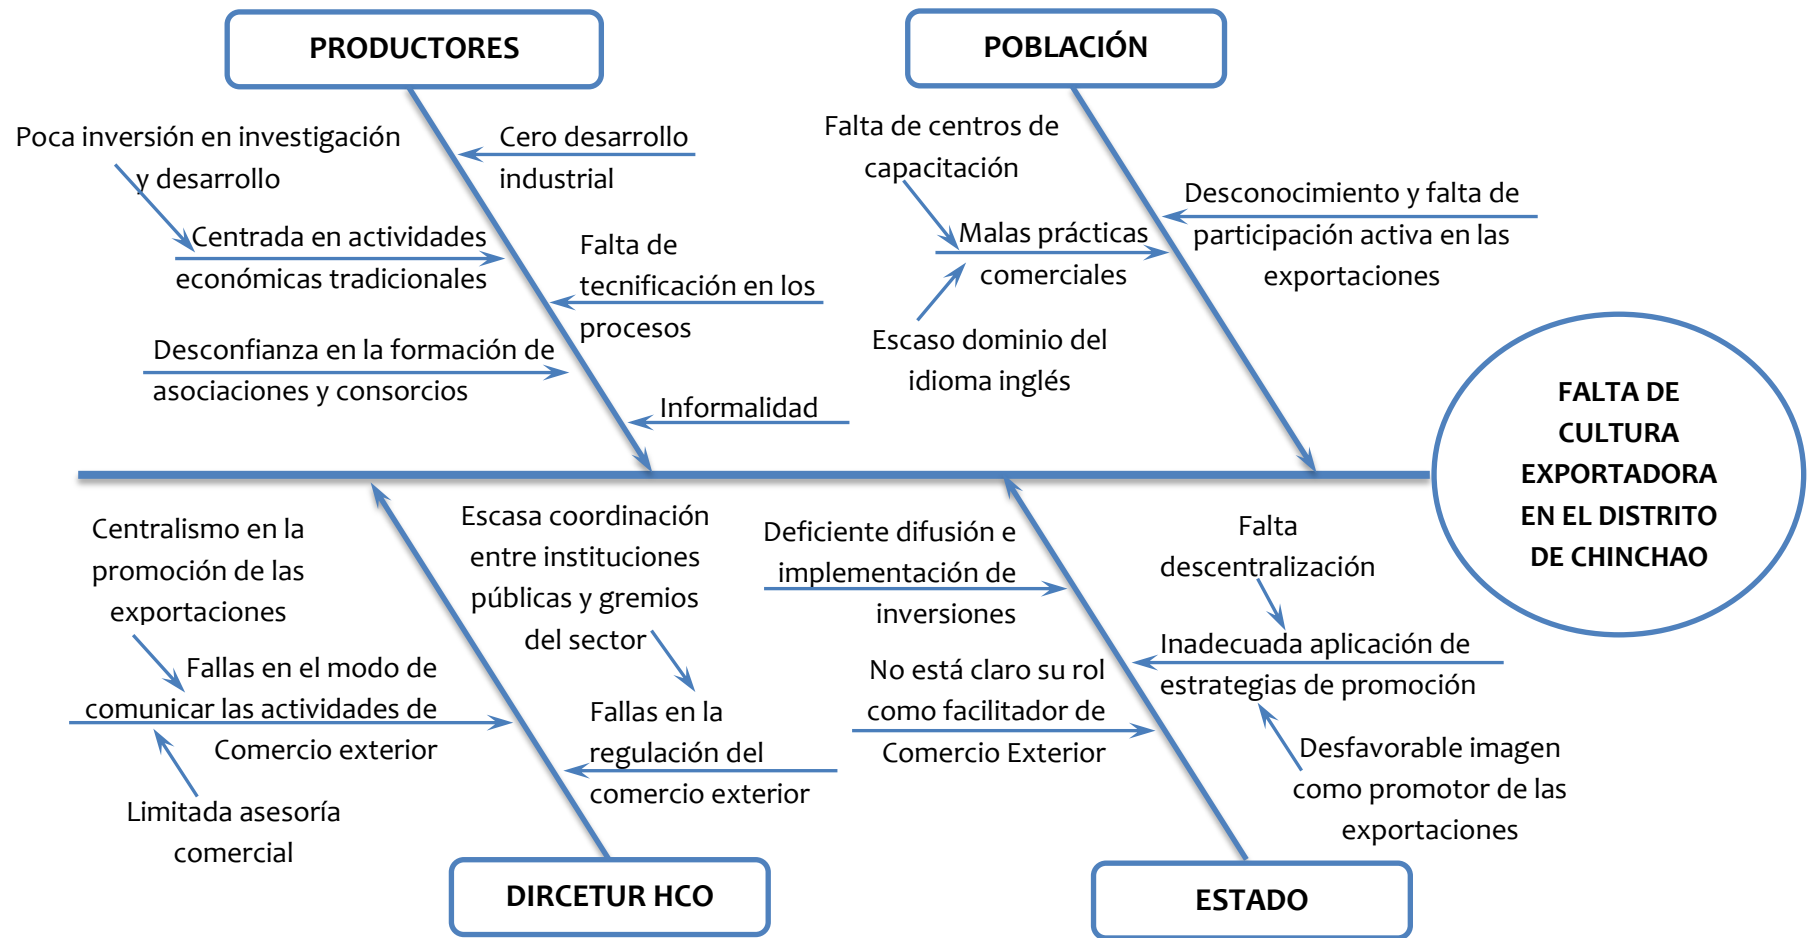 PRODUCTORES
POBLACIÓN
Poca inversión en investigación
y desarrollo
Cero desarrollo
industrial
Centrada en actividades
económicas tradicionales
Falta de
tecnificación en los
procesos
Desconfianza en la formación de
asociaciones y consorcios
Informalidad
Falta de centros de
capacitación
Malas prácticas
comerciales
Escaso dominio del
idioma inglés
Desconocimiento y falta de
participación activa en las
exportaciones
FALTA DE
CULTURA
EXPORTADORA
EN EL DISTRITO
DE CHINCHAO
Centralismo en la
promoción de las
exportaciones
Fallas en el modo de
comunicar las actividades de
Comercio exterior
Limitada asesoría
comercial
Escasa coordinación
entre instituciones
públicas y gremios
del sector
Fallas en la
regulación del
comercio exterior
Deficiente difusión e
implementación de
inversiones
No está claro su rol
como facilitador de
Comercio Exterior
Falta
descentralización
Inadecuada aplicación de
estrategias de promoción
Desfavorable imagen
como promotor de las
exportaciones
DIRCETUR HCO
ESTADO